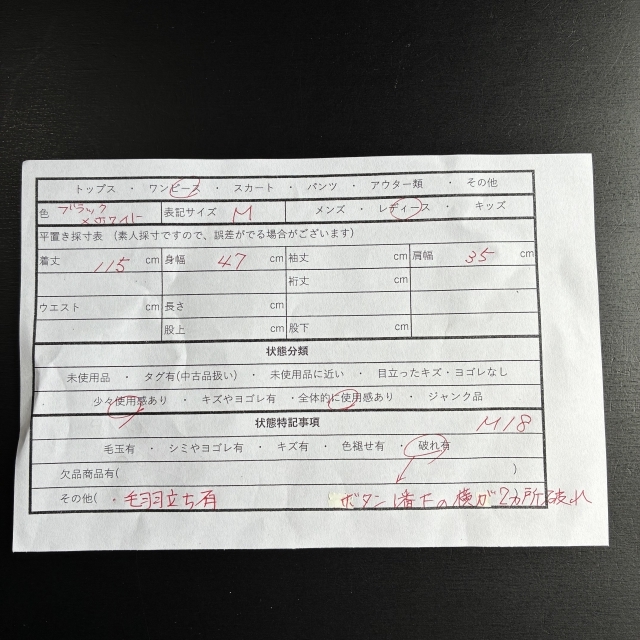 トップス ・ ワンピース ・ スカート ・ パンツ ・ アウター類 ・ その他
色 ブラック×ホワイト 表記サイズ M メンズ ・ レディース ・ キッズ
平置き採寸表 (素人採寸ですので、誤差がでる場合がございます)
着丈 115 cm 身幅 47 cm 袖丈 cm 肩幅 35 cm
裄丈 cm
ウエスト cm 長さ cm
股上 cm 股下 cm
状態分類
未使用品 ・ タグ有(中古品扱い) ・ 未使用品に近い ・ 目立ったキズ・ヨゴレなし
少々使用感あり ・ キズやヨゴレ有 ・全体的に使用感あり ・ ジャンク品
状態特記事項 M18
毛玉有 ・ シミやヨゴレ有 ・ キズ有 ・ 色褪せ有 ・ 破れ有
欠品商品有( )
その他( ・毛羽立ち有 ボタン1番下の横が2カ所破れ